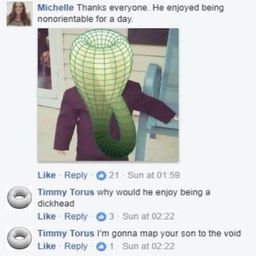 Michelle Thanks everyone. He enjoyed being
nonorientable for a day.
Like · Reply · 21 · Sun at 01:59
Timmy Torus why would he enjoy being a
dickhead
Like · Reply · 3 · Sun at 02:22
Timmy Torus I'm gonna map your son to the void
Like · Reply · 1 · Sun at 02:22